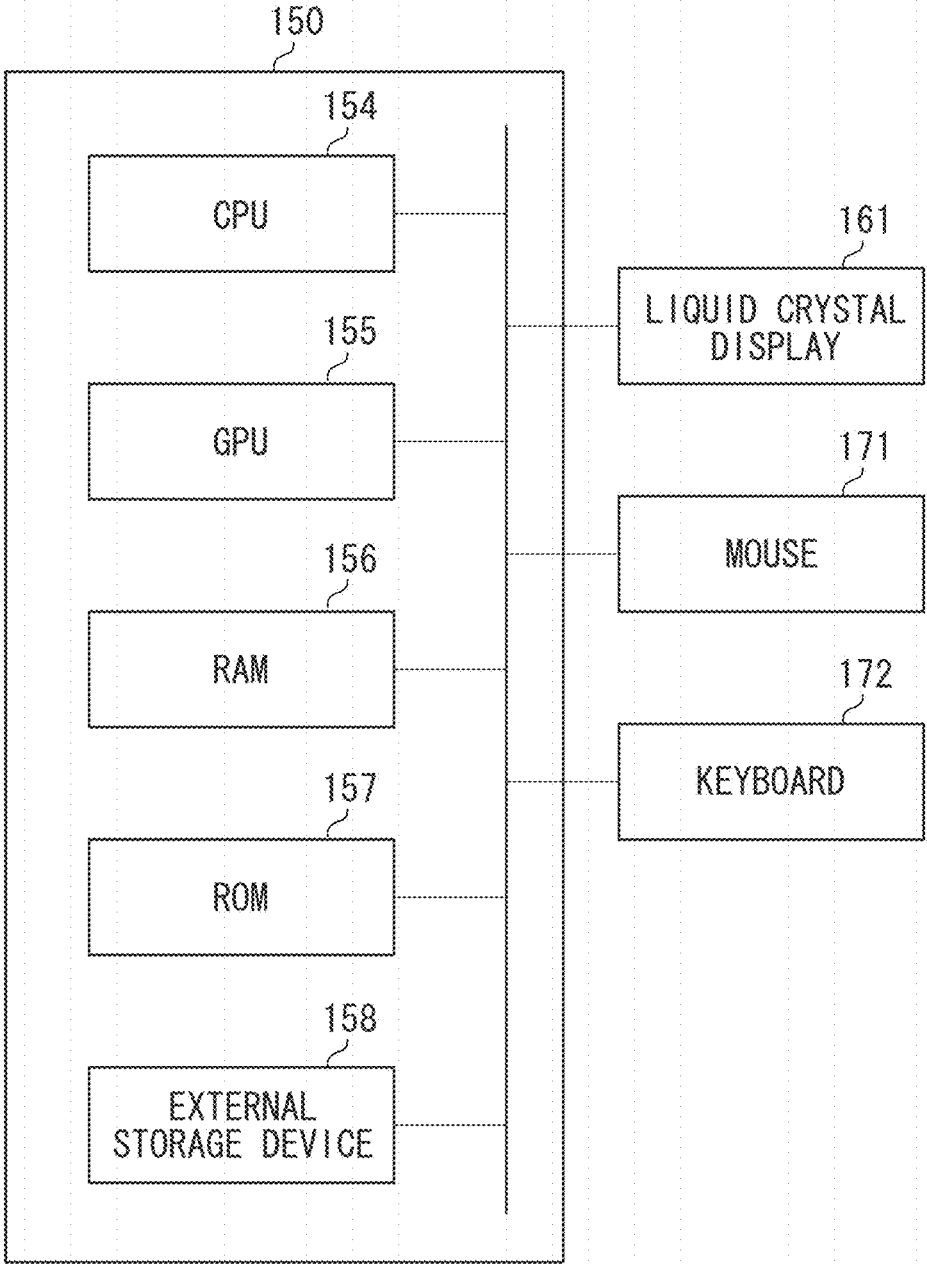 150
154
CPU
155
GPU
156
RAM
157
ROM
158
EXTERNAL
STORAGE DEVICE
161
LIQUID CRYSTAL
DISPLAY
171
MOUSE
172
KEYBOARD